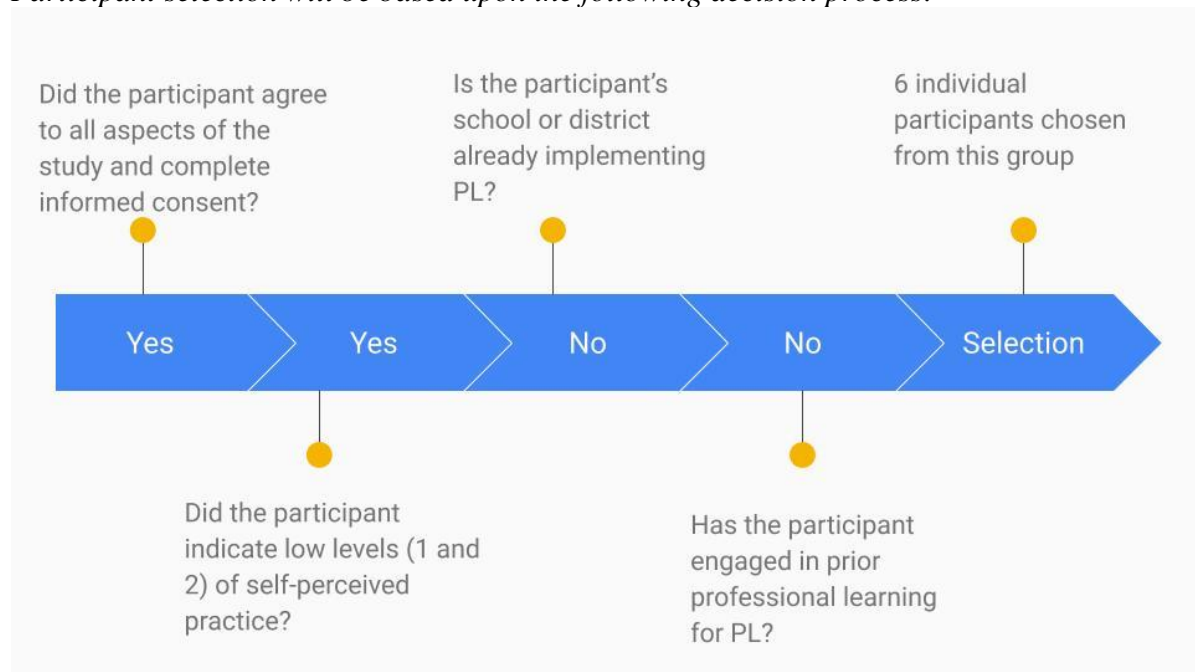 Participant selection will be based upon the following decision process:
Did the participant agree
to all aspects of the
study and complete
informed consent?
Is the participant's
school or district
already implementing
PL?
6 individual
participants chosen
from this group
Yes
Yes
No
No
Selection
Did the participant
indicate low levels (1 and
2) of self-perceived
practice?
Has the participant
engaged in prior
professional learning
for PL?